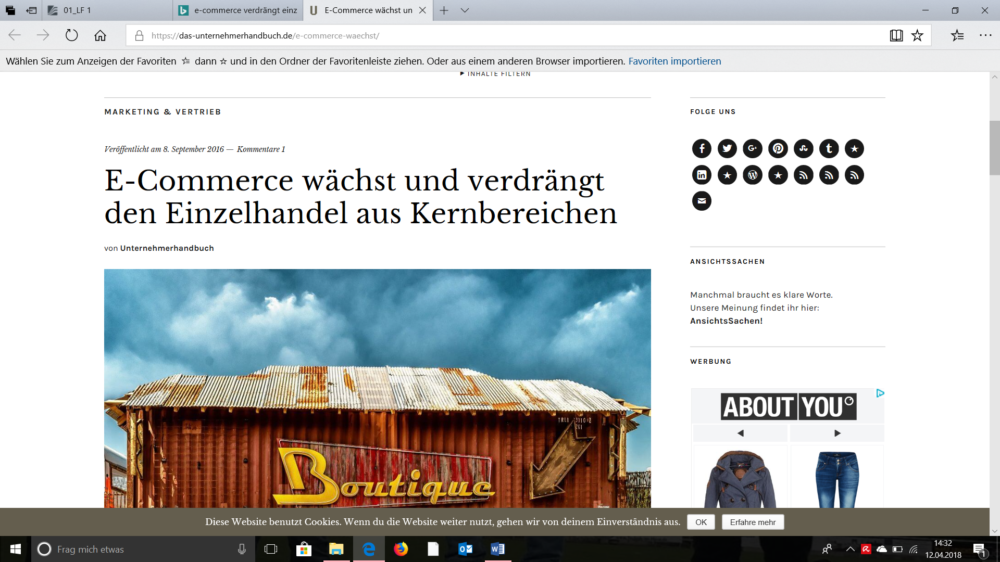 01_LF 1
e-commerce verdrängt einz
E-Commerce wächst un
https://das-unternehmerhandbuch.de/e-commerce-waechst/
Wählen Sie zum Anzeigen der Favoriten dann ☆ und in den Ordner der Favoritenleiste ziehen. Oder aus einem anderen Browser importieren. Favoriten importieren
INHALTE FILTERN
MARKETING & VERTRIEB
Veröffentlicht am 8. September 2016 — Kommentare 1
E-Commerce wächst und verdrängt
den Einzelhandel aus Kernbereichen
von Unternehmerhandbuch
Boutique
FOLGE UNS
ANSICHTSSACHEN
Manchmal braucht es klare Worte.
Unsere Meinung findet ihr hier:
AnsichtsSachen!
WERBUNG
ABOUT YOU
Diese Website benutzt Cookies. Wenn du die Website weiter nutzt, gehen wir von deinem Einverständnis aus.
OK
Erfahre mehr
Frag mich etwas
14:32
12.04.2018
1